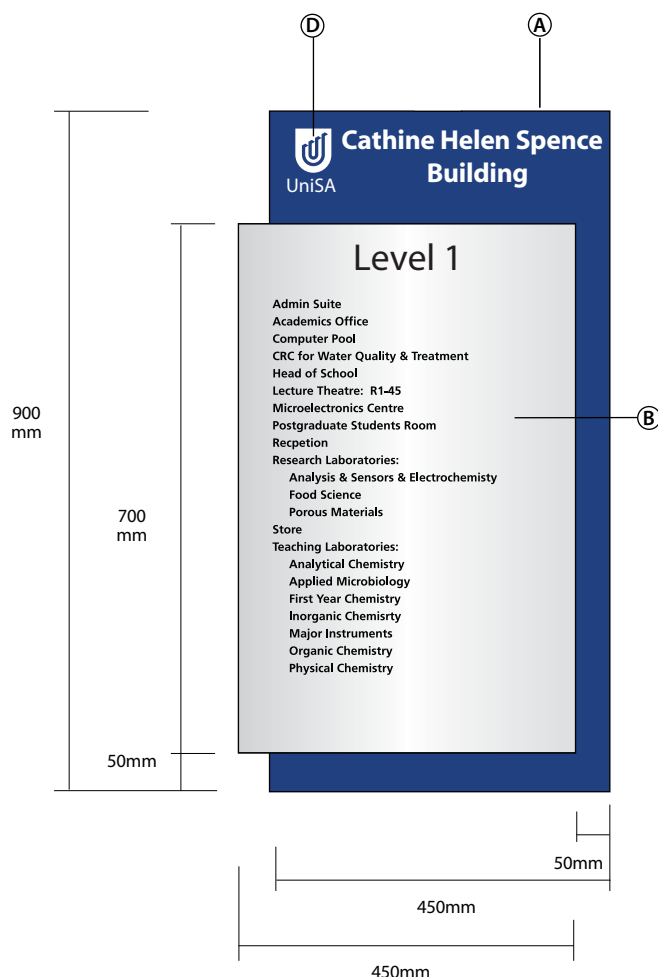 D
A
Cathine Helen Spence
Building
UniSA
Level 1
Admin Suite
Academics Office
Computer Pool
CRC for Water Quality & Treatment
Head of School
Lecture Theatre: R1-45
Microelectronics Centre
Postgraduate Students Room
Recpetion
Research Laboratories:
Analysis & Sensors & Electrochemisty
Food Science
Porous Materials
Store
Teaching Laboratories:
Analytical Chemistry
Applied Microbiology
First Year Chemistry
Inorganic Chemisrty
Major Instruments
Organic Chemistry
Physical Chemistry
B
900
mm
700
mm
50mm
50mm
450mm
450mm